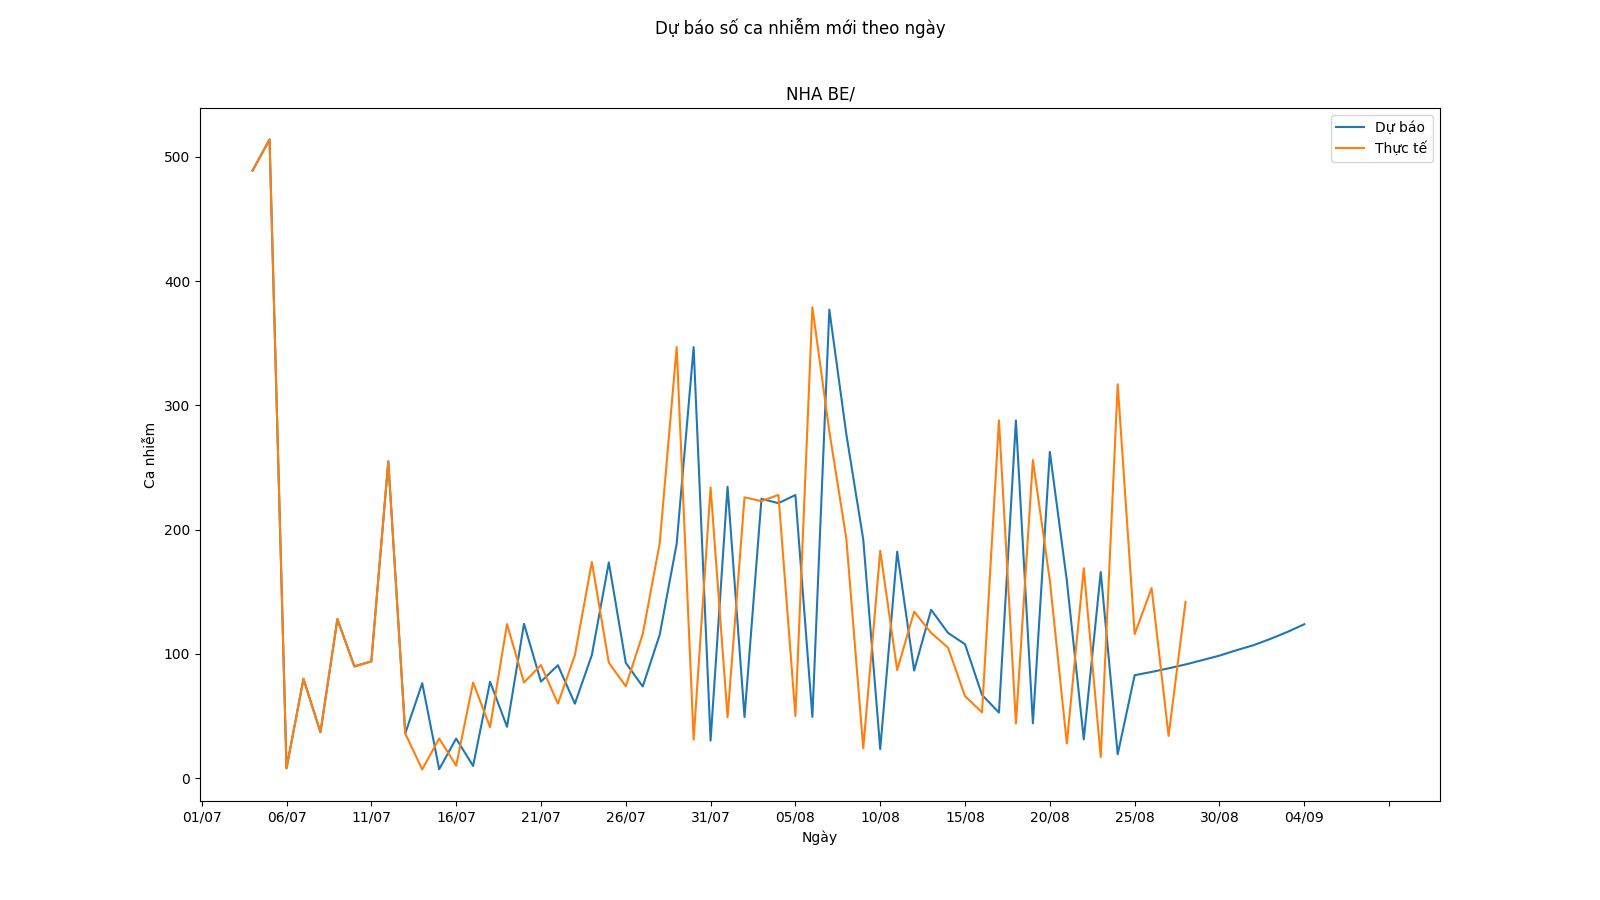 Dự báo số ca nhiễm mới theo ngày
NHA BE/
Dự báo
Thực tế
500
400
300
200
100
0
Ca nhiễm
01/07 06/07 11/07 16/07 21/07 26/07 31/07 05/08 10/08 15/08 20/08 25/08 30/08 04/09
Ngày